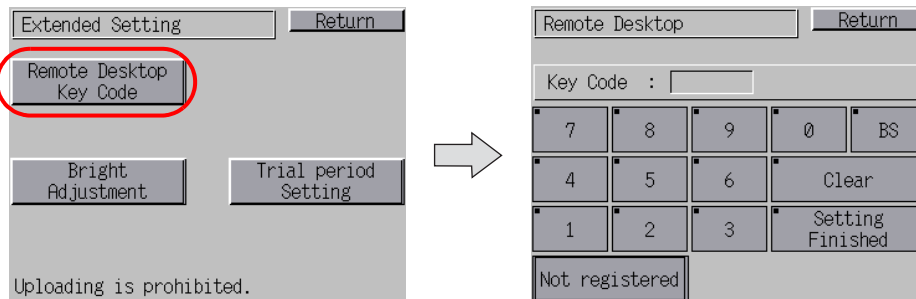 Extended Setting
Return
Remote Desktop
Key Code
Bright
Adjustment
Trial period
Setting
Uploading is prohibited.
Remote Desktop
Return
Key Code :
7 8 9 0 BS
4 5 6 Clear
1 2 3 Setting
Finished
Not registered